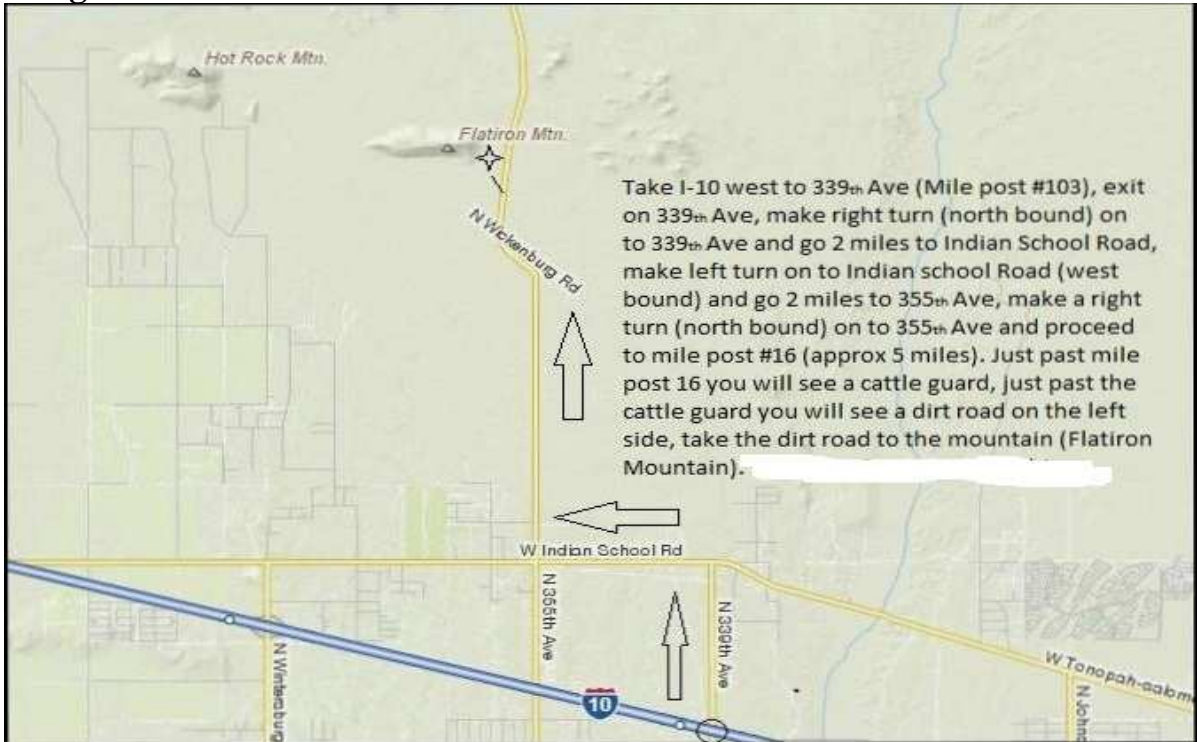 Hot Rock Mtn.
Flatiron Mtn.
N Wickenburg Rd
Take I-10 west to 339th Ave (Mile post #103), exit
on 339th Ave, make right turn (north bound) on
to 339th Ave and go 2 miles to Indian School Road,
make left turn on to Indian school Road (west
bound) and go 2 miles to 355th Ave, make a right
turn (north bound) on to 355th Ave and proceed
to mile post #16 (approx 5 miles). Just past mile
post 16 you will see a cattle guard, just past the
cattle guard you will see a dirt road on the left
side, take the dirt road to the mountain (Flatiron
Mountain).
W Indian School Rd
N 355th Ave
N 339th Ave
N Wintersburg
W Tonopah-
N Johns
10